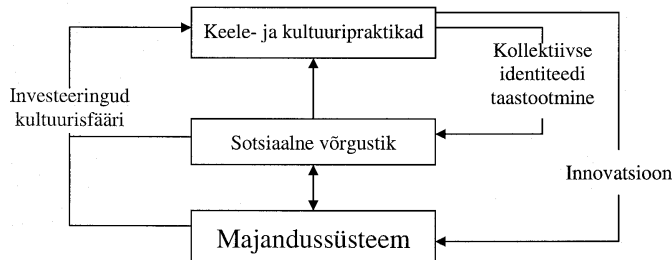 Keele- ja kultuuripraktikad
Kollektiivse
identiteedi
taastootmine
Investeeringud
kultuurisfääri
Sotsiaalne võrgustik
Innovatsioon
Majandussüsteem